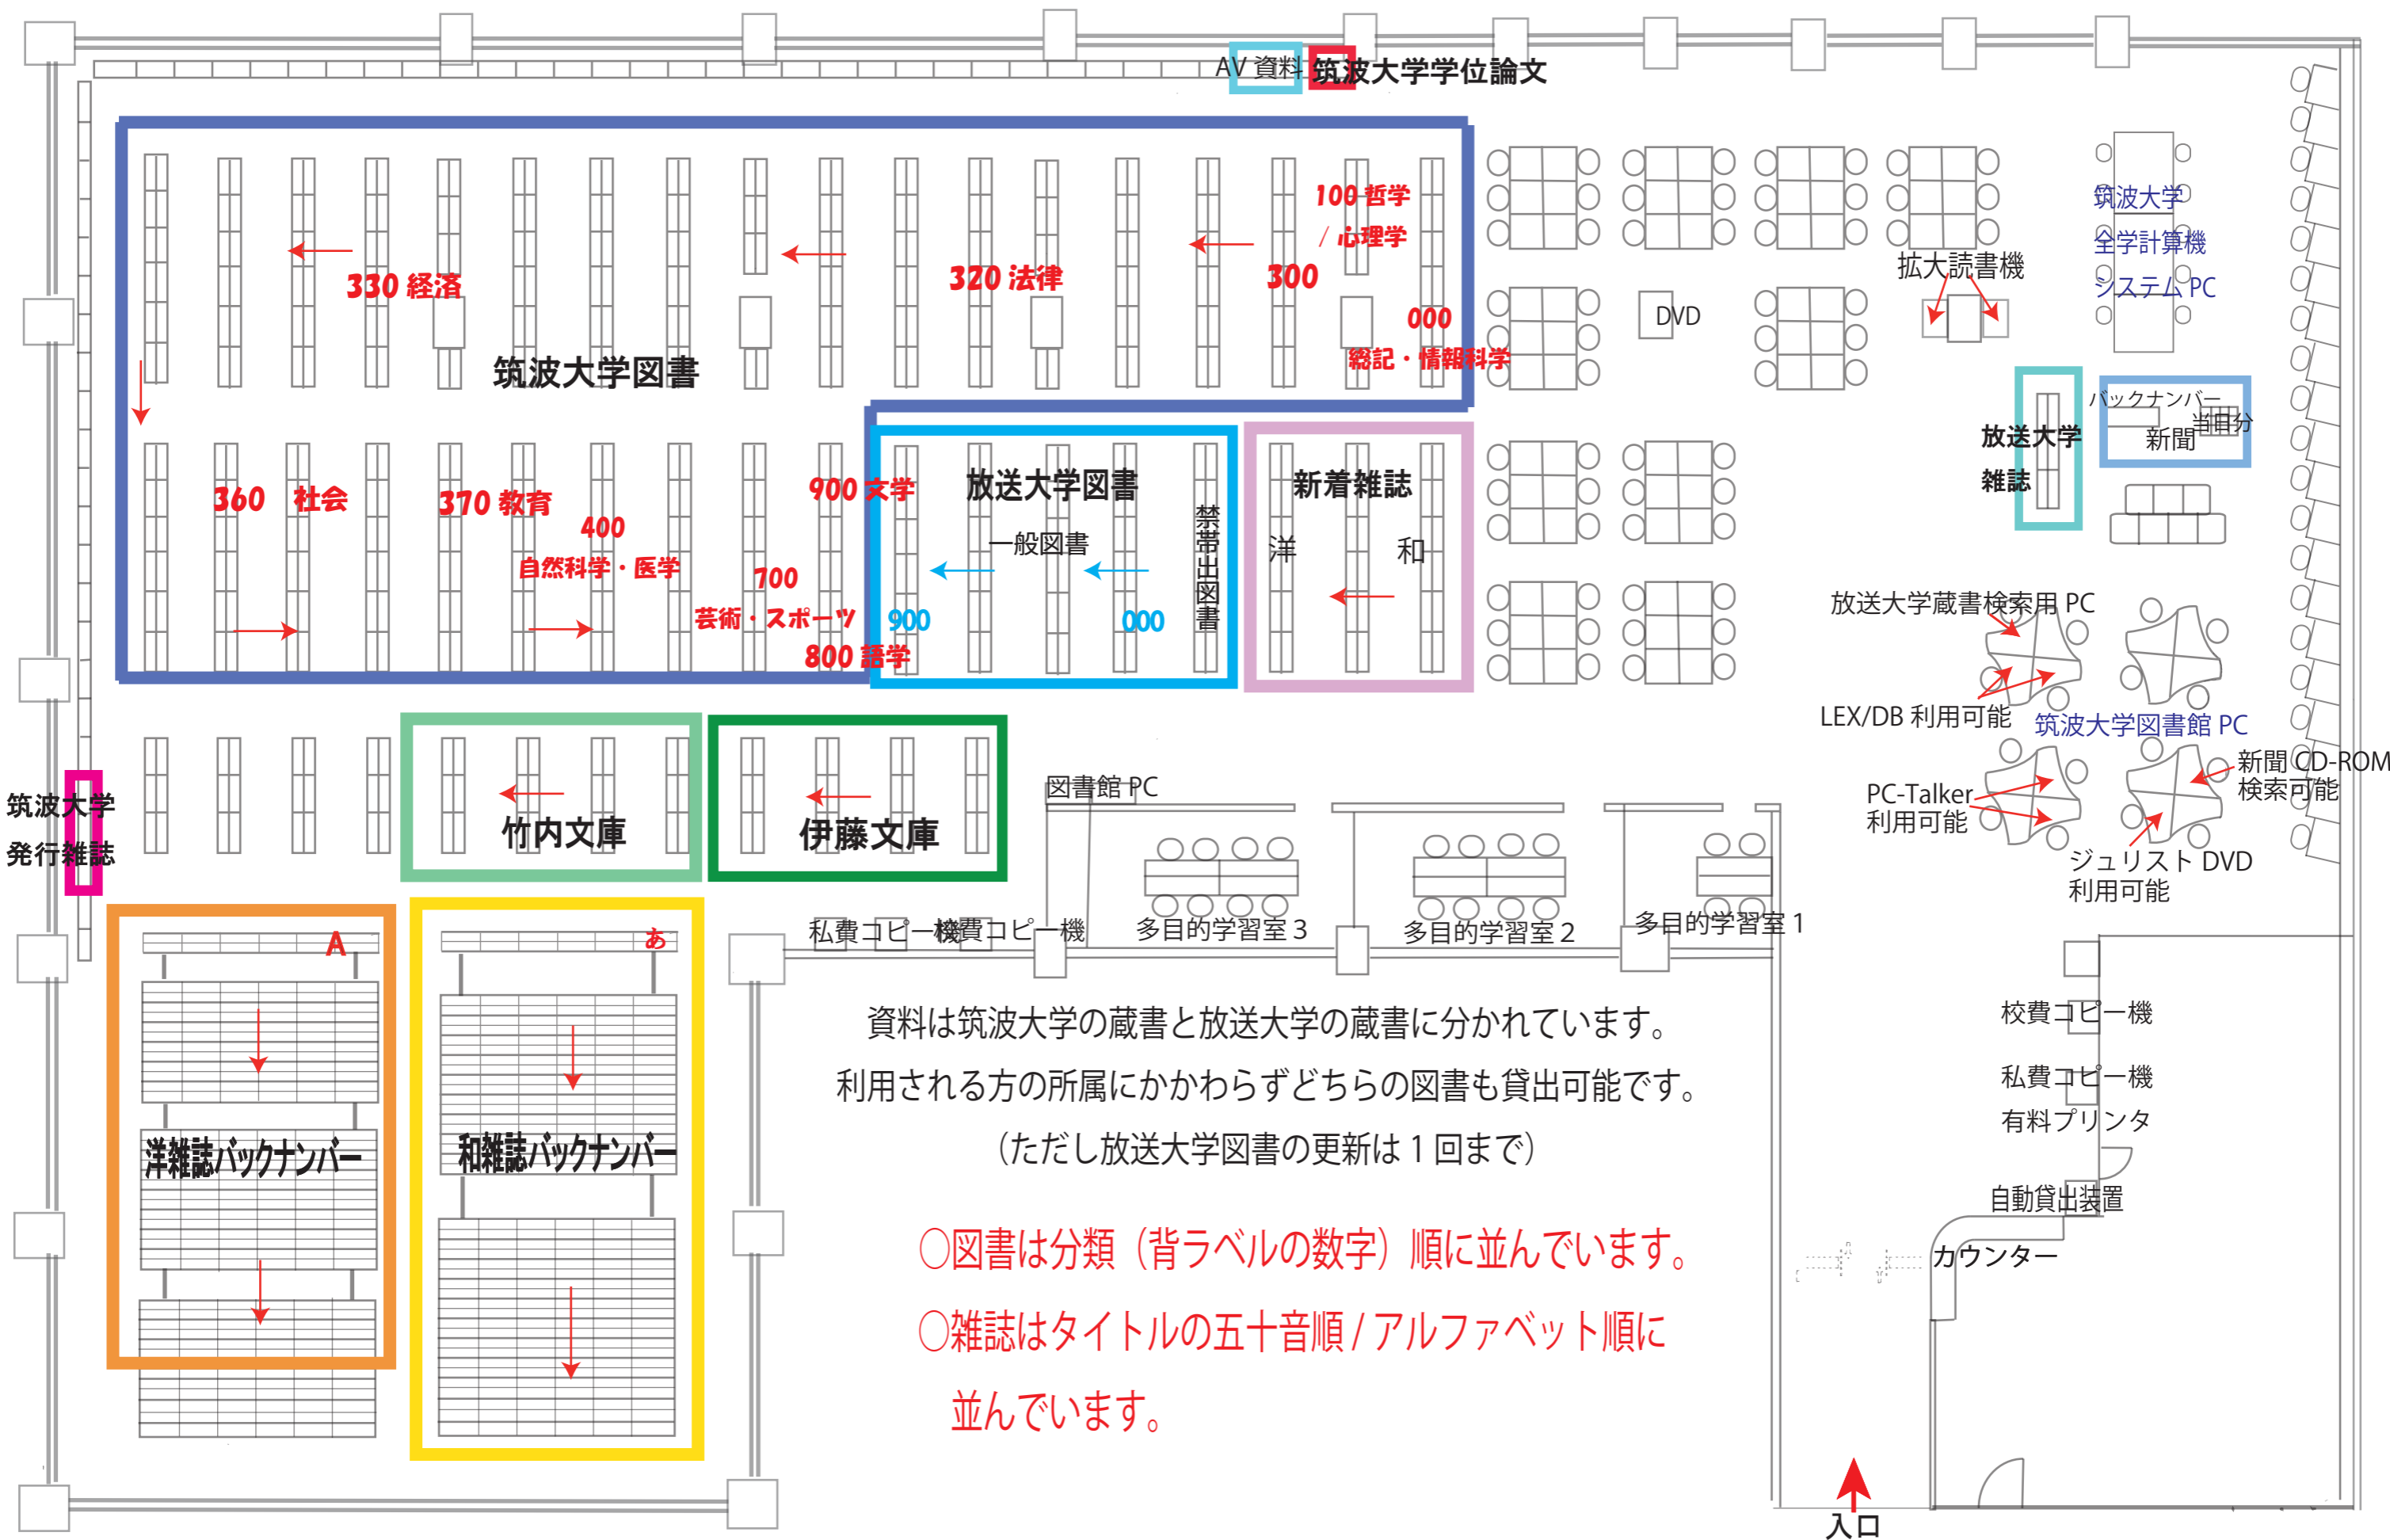 AV 資料
筑波大学学位論文
100 哲学
/ 心理学
330 経済
320 法律
300
000
総記・情報科学
筑波大学図書
筑波大学
全学計算機
システム PC
拡大読書機
DVD
バックナンバー
当日分
新聞
放送大学
雑誌
360 社会
370 教育
400
自然科学・医学
700
芸術・スポーツ
900 文学
800 語学
放送大学図書
一般図書
禁帯出図書
900
000
新着雑誌
洋
和
放送大学蔵書検索用 PC
LEX/DB 利用可能
筑波大学図書館 PC
新聞 CD-ROM
検索可能
PC-Talker
利用可能
ジュリスト DVD
利用可能
筑波大学
発行雑誌
竹内文庫
伊藤文庫
図書館 PC
私費コピー機
校費コピー機
多目的学習室 3
多目的学習室 2
多目的学習室 1
A
あ
洋雑誌バックナンバー
和雑誌バックナンバー
資料は筑波大学の蔵書と放送大学の蔵書に分かれています。
利用される方の所属にかかわらずどちらの図書も貸出可能です。
（ただし放送大学図書の更新は 1 回まで）
○図書は分類（背ラベルの数字）順に並んでいます。
○雑誌はタイトルの五十音順 / アルファベット順に
並んでいます。
校費コピー機
私費コピー機
有料プリンタ
自動貸出装置
カウンター
入口